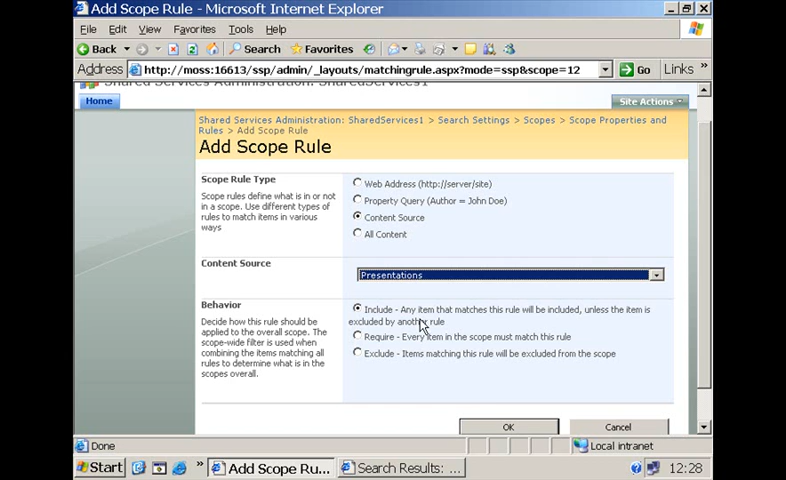 Add Scope Rule - Microsoft Internet Explorer
File Edit View Favorites Tools Help
Back Search Favorites
Address http://moss:16613/ssp/admin/_layouts/matchingrule.aspx?mode=ssp&scope=12 Go Links »
Shared Services Administration: SharedServices1
Home Site Actions
Shared Services Administration: SharedServices1 > Search Settings > Scopes > Scope Properties and
Rules > Add Scope Rule
Add Scope Rule
Scope Rule Type
Scope rules define what is in or not
in a scope. Use different types of
rules to match items in various
ways
Web Address (http://server/site)
Property Query (Author = John Doe)
Content Source
All Content
Content Source
Presentations
Behavior
Decide how this rule should be
applied to the overall scope. The
scope-wide filter is used when
combining the items matching all
rules to determine what is in the
scopes overall.
Include - Any item that matches this rule will be included, unless the item is
excluded by another rule
Require - Every item in the scope must match this rule
Exclude - Items matching this rule will be excluded from the scope
OK Cancel
Done Local intranet
Start » Add Scope Ru... Search Results: ... 12:28